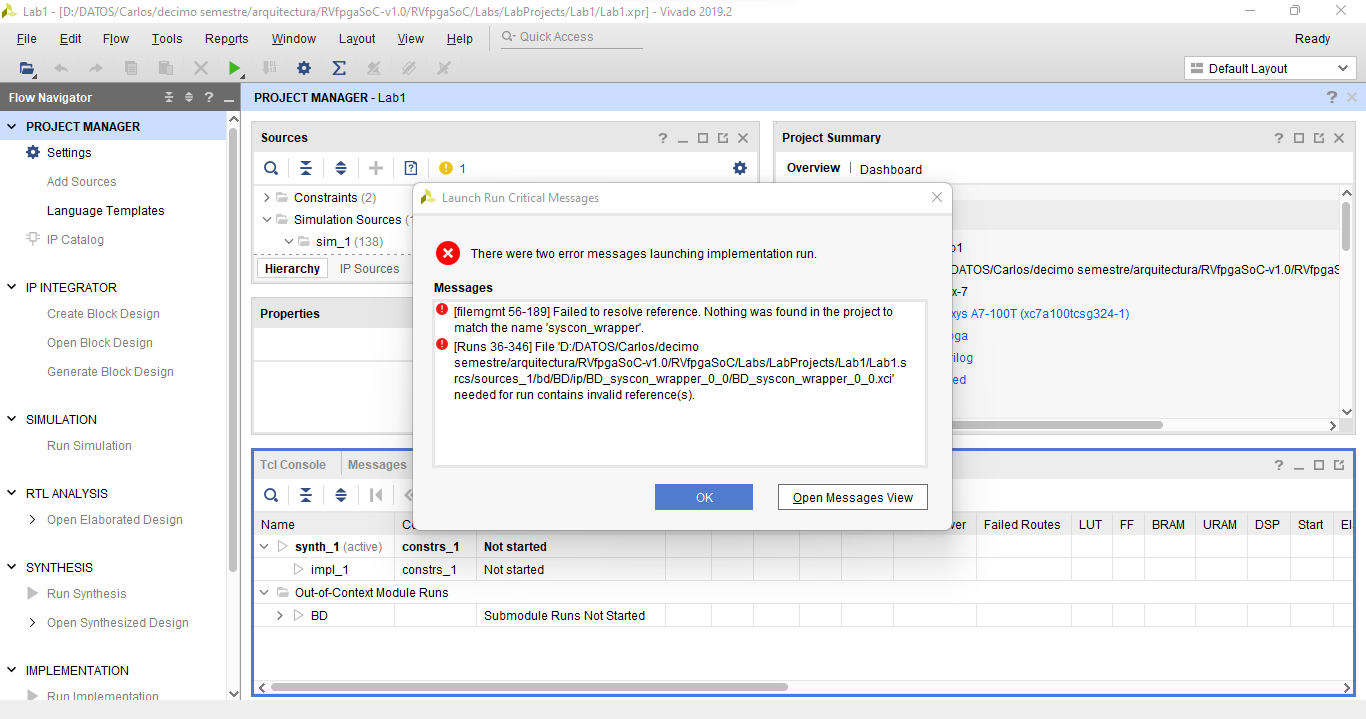 Lab1 - [D:/DATOS/Carlos/decimo semestre/arquitectura/RVfpgaSoC-v1.0/RVfpgaSoC/Labs/LabProjects/Lab1/Lab1.xpr] - Vivado 2019.2
File Edit Flow Tools Reports Window Layout View Help Quick Access Ready
Default Layout
Flow Navigator
PROJECT MANAGER - Lab1
PROJECT MANAGER
Settings
Add Sources
Language Templates
IP Catalog
IP INTEGRATOR
Create Block Design
Open Block Design
Generate Block Design
SIMULATION
Run Simulation
RTL ANALYSIS
Open Elaborated Design
SYNTHESIS
Run Synthesis
Open Synthesized Design
IMPLEMENTATION
Run Implementation
Sources
1
Constraints (2)
Simulation Sources (1
sim_1 (138)
Hierarchy IP Sources
Properties
Project Summary
Overview | Dashboard
b1
DATOS/Carlos/decimo semestre/arquitectura/RVfpgaSoC-v1.0/RVfpgaS
x-7
xys A7-100T (xc7a100tcsg324-1)
oga
ilog
ed
Launch Run Critical Messages
There were two error messages launching implementation run.
Messages
[filemgmt 56-189] Failed to resolve reference. Nothing was found in the project to
match the name 'syscon_wrapper'.
[Runs 36-346] File 'D:/DATOS/Carlos/decimo
semestre/arquitectura/RVfpgaSoC-v1.0/RVfpgaSoC/Labs/LabProjects/Lab1/Lab1.s
rcs/sources_1/bd/BD/ip/BD_syscon_wrapper_0_0/BD_syscon_wrapper_0_0.xci'
needed for run contains invalid reference(s).
OK Open Messages View
Tcl Console Messages
Name Co wer Failed Routes LUT FF BRAM URAM DSP Start El
synth_1 (active) constrs_1 Not started
impl_1 constrs_1 Not started
Out-of-Context Module Runs
BD Submodule Runs Not Started